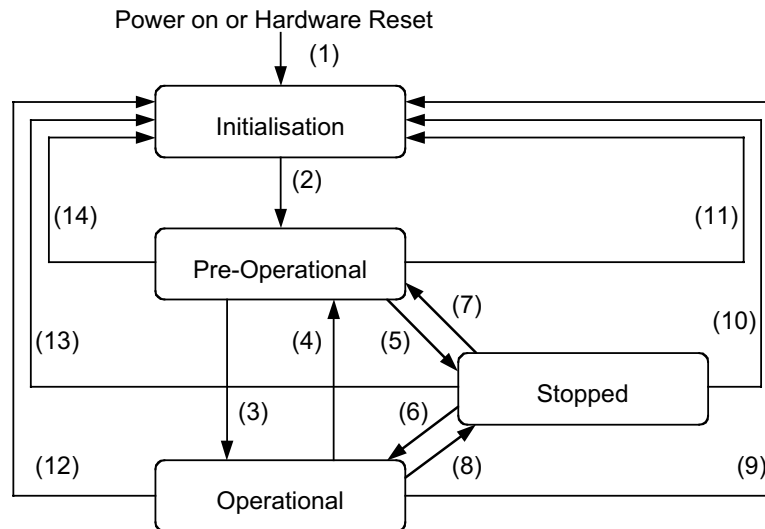 Power on or Hardware Reset
(1)
Initialisation
(2)
(14)
(11)
Pre-Operational
(7)
(13)
(4)
(5)
(10)
Stopped
(3)
(6)
(12)
(8)
(9)
Operational